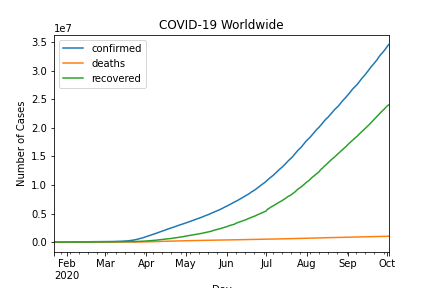 COVID-19 Worldwide
1e7
3.5
3.0
2.5
2.0
1.5
1.0
0.5
0.0
Number of Cases
confirmed
deaths
recovered
Feb Mar Apr May Jun Jul Aug Sep Oct
2020